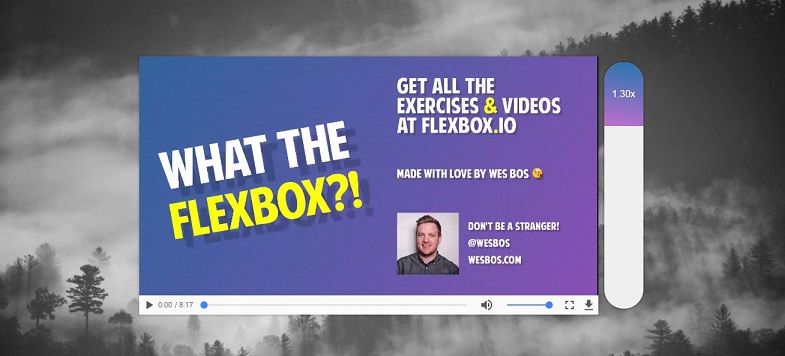 WHAT THE
FLEXBOX?!
GET ALL THE
EXERCISES & VIDEOS
AT FLEXBOX.IO
MADE WITH LOVE BY WES BOS 😘
DON'T BE A STRANGER!
@WESBOS
WESBOS.COM
0:00 / 8:17
1.30x